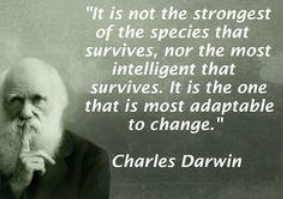 "It is not the strongest
of the species that
survives, nor the most
intelligent that
survives. It is the one
that is most adaptable
to change."
Charles Darwin